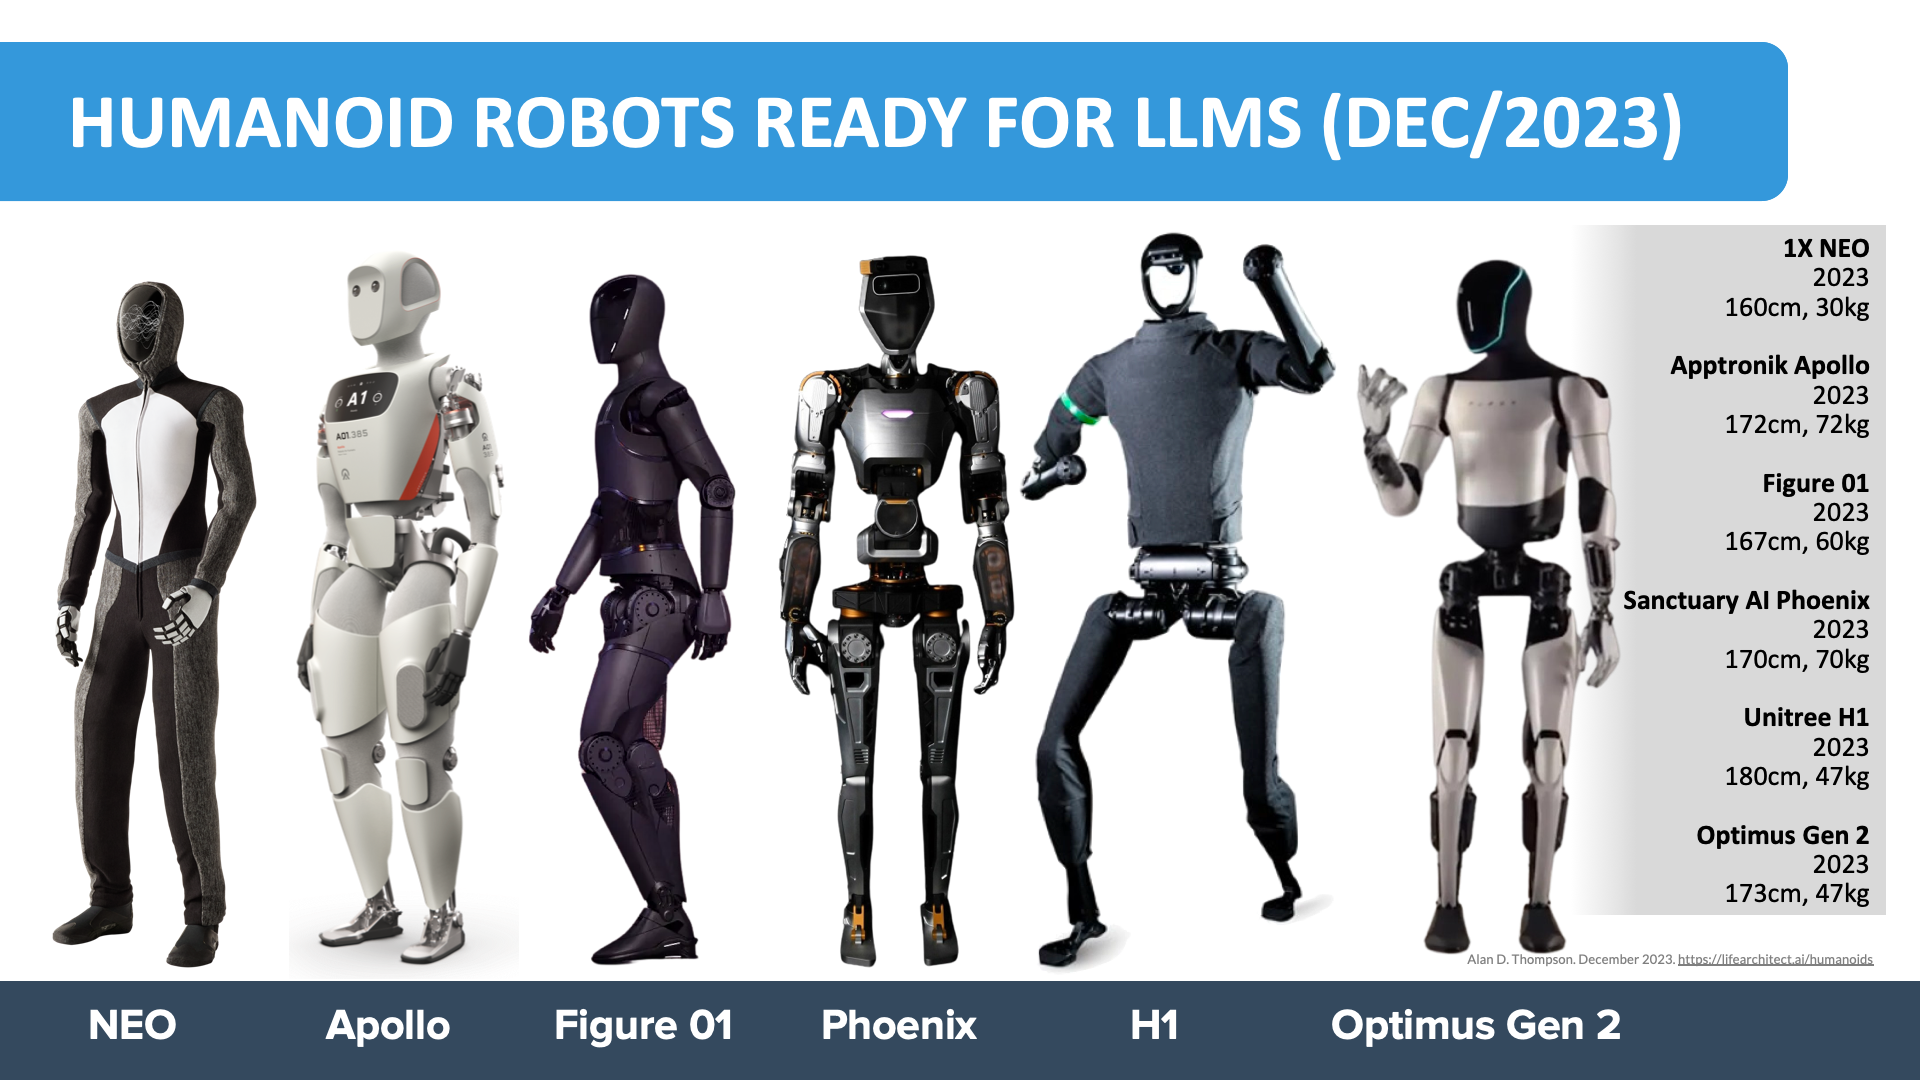 HUMANOID ROBOTS READY FOR LLMS (DEC/2023)
A1
A01.385
1X NEO
2023
160cm, 30kg
Apptronik Apollo
2023
172cm, 72kg
Figure 01
2023
167cm, 60kg
Sanctuary AI Phoenix
2023
170cm, 70kg
Unitree H1
2023
180cm, 47kg
Optimus Gen 2
2023
173cm, 47kg
Alan D. Thompson. December 2023. https://lifearchitect.ai/humanoids
NEO
Apollo
Figure 01
Phoenix
H1
Optimus Gen 2